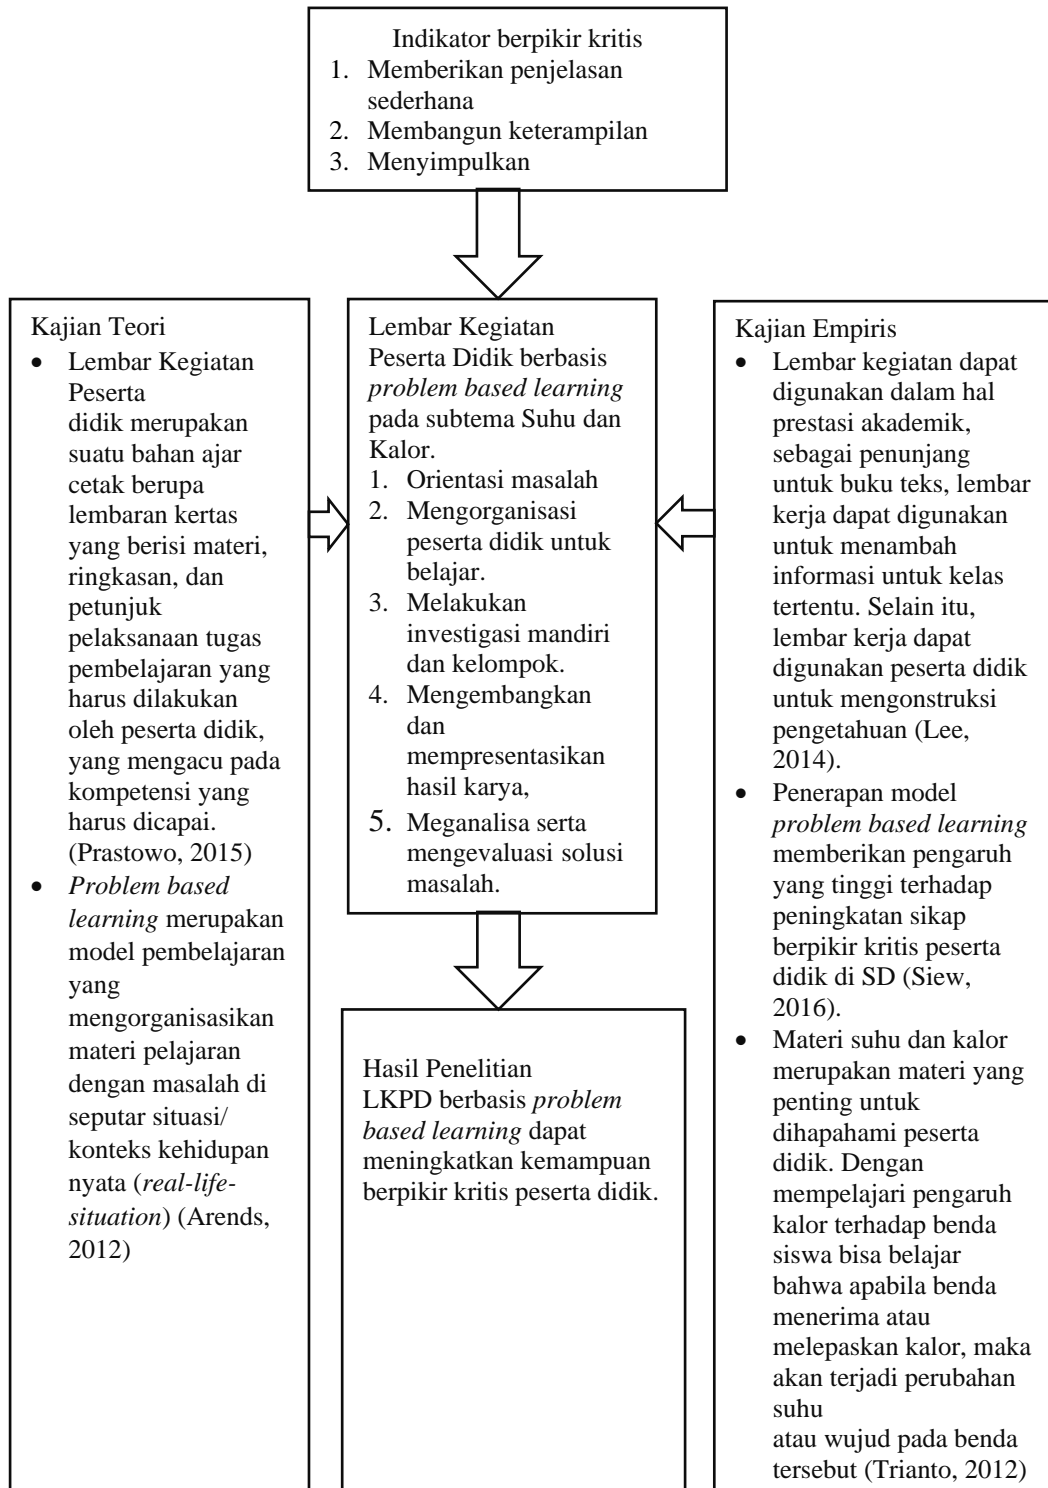 Indikator berpikir kritis
1. Memberikan penjelasan
sederhana
2. Membangun keterampilan
3. Menyimpulkan
Kajian Teori
• Lembar Kegiatan
Peserta
didik merupakan
suatu bahan ajar
cetak berupa
lembaran kertas
yang berisi materi,
ringkasan, dan
petunjuk
pelaksanaan tugas
pembelajaran yang
harus dilakukan
oleh peserta didik,
yang mengacu pada
kompetensi yang
harus dicapai.
(Prastowo, 2015)
• Problem based
learning merupakan
model pembelajaran
yang
mengorganisasikan
materi pelajaran
dengan masalah di
seputar situasi/
konteks kehidupan
nyata (real-life-
situation) (Arends,
2012)
Lembar Kegiatan
Peserta Didik berbasis
problem based learning
pada subtema Suhu dan
Kalor.
1. Orientasi masalah
2. Mengorganisasi
peserta didik untuk
belajar.
3. Melakukan
investigasi mandiri
dan kelompok.
4. Mengembangkan
dan
mempresentasikan
hasil karya,
5. Meganalisa serta
mengevaluasi solusi
masalah.
Hasil Penelitian
LKPD berbasis problem
based learning dapat
meningkatkan kemampuan
berpikir kritis peserta didik.
Kajian Empiris
• Lembar kegiatan dapat
digunakan dalam hal
prestasi akademik,
sebagai penunjang
untuk buku teks, lembar
kerja dapat digunakan
untuk menambah
informasi untuk kelas
tertentu. Selain itu,
lembar kerja dapat
digunakan peserta didik
untuk mengonstruksi
pengetahuan (Lee,
2014).
• Penerapan model
problem based learning
memberikan pengaruh
yang tinggi terhadap
peningkatan sikap
berpikir kritis peserta
didik di SD (Siew,
2016).
• Materi suhu dan kalor
merupakan materi yang
penting untuk
dihapahami peserta
didik. Dengan
mempelajari pengaruh
kalor terhadap benda
siswa bisa belajar
bahwa apabila benda
menerima atau
melepaskan kalor, maka
akan terjadi perubahan
suhu
atau wujud pada benda
tersebut (Trianto, 2012)